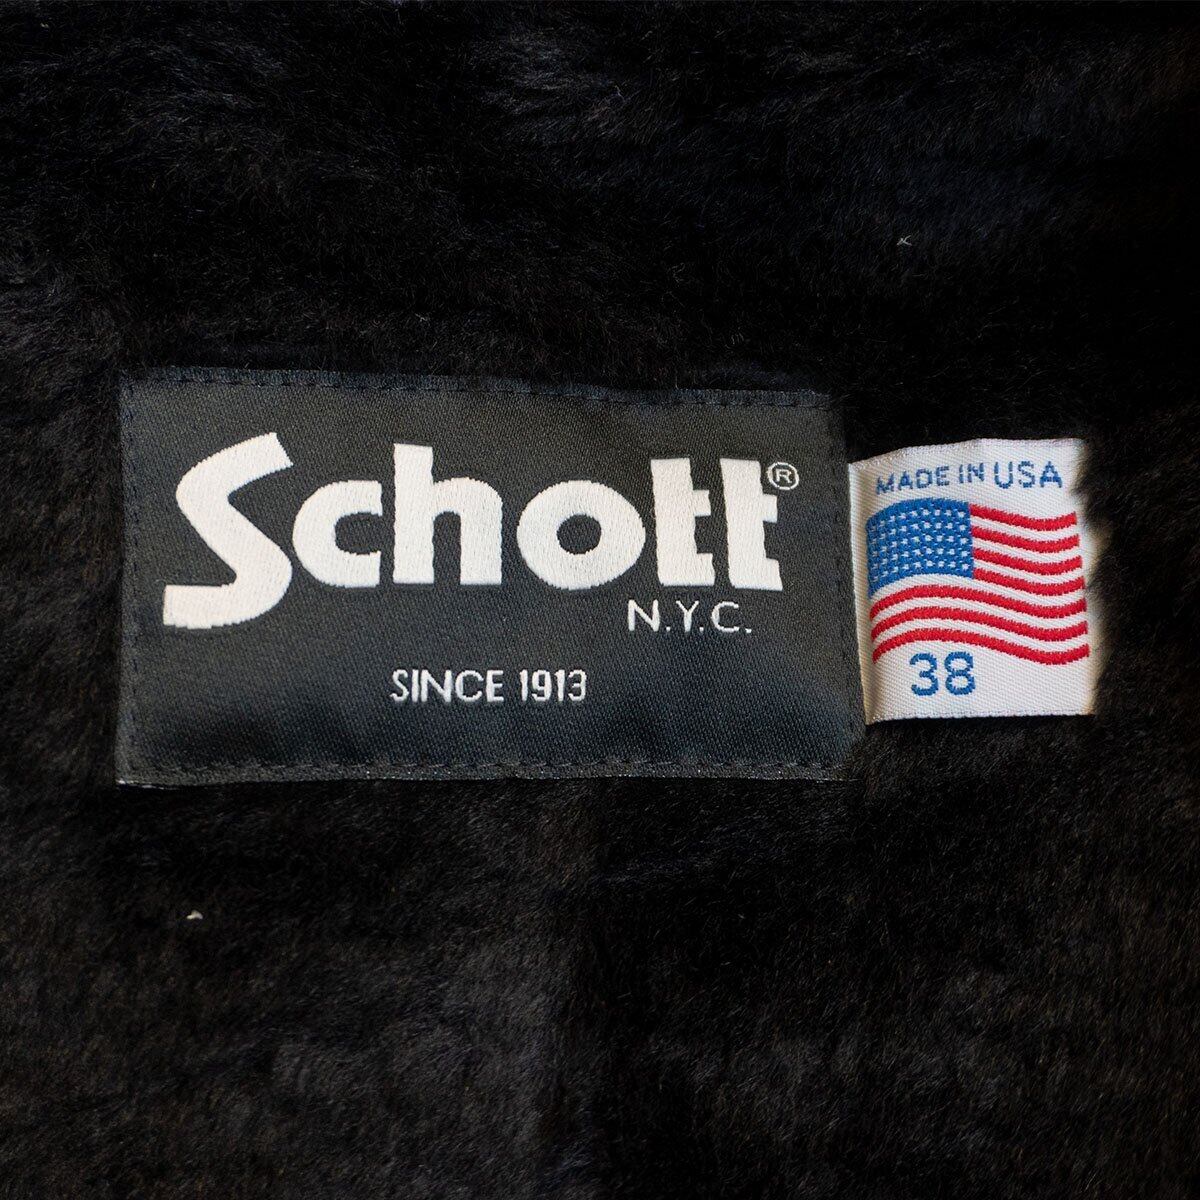 Schott®
N.Y.C.
SINCE 1913
MADE IN USA
38